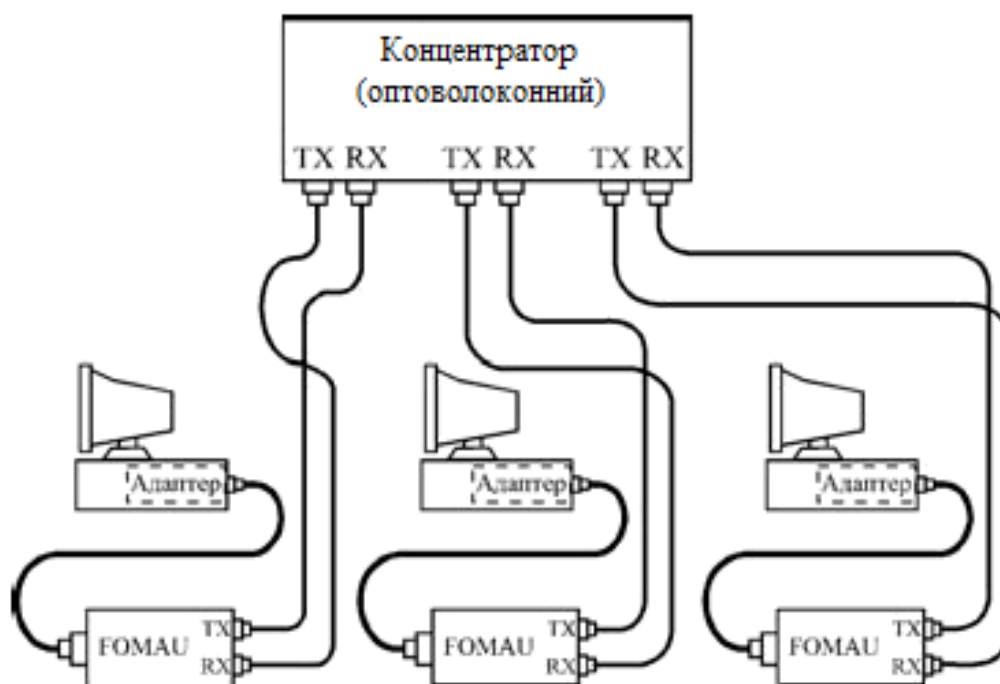 Концентратор
(оптоволоконний)
TX RX TX RX TX RX
Адаптер Адаптер Адаптер
TX TX TX
FOMAU FOMAU FOMAU
RX RX RX